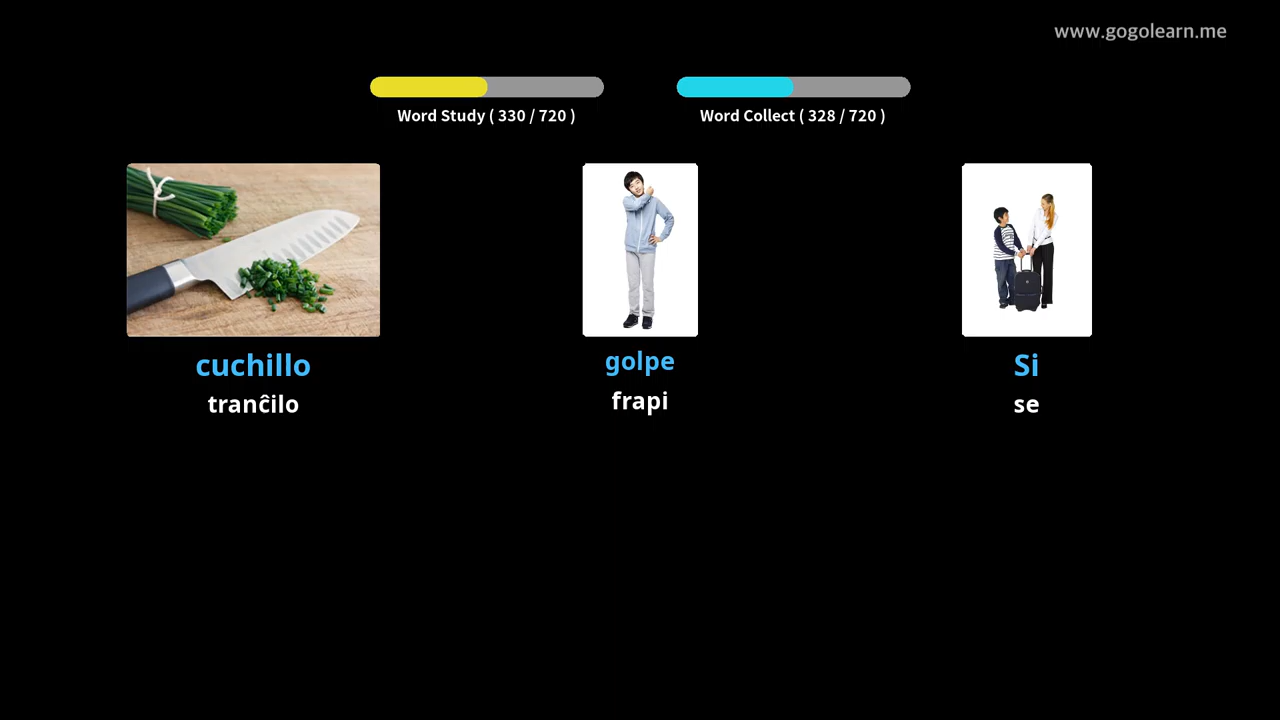 www.gogolearn.me
Word Study ( 330 / 720 )
Word Collect ( 328 / 720 )
cuchillo
tranĉilo
golpe
frapi
Si
se